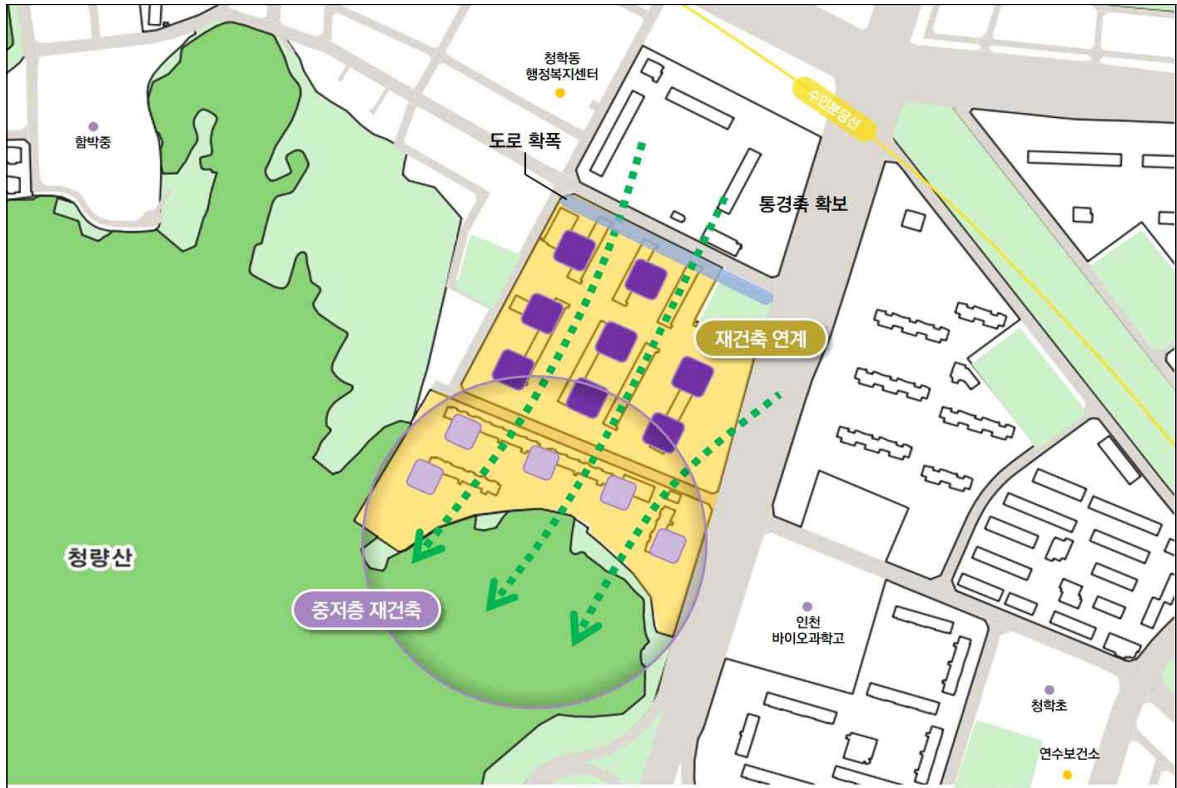 청학동
행정복지센터
수인분당선
함박중
도로 확폭
통경축 확보
재건축 연계
청량산
중저층 재건축
인천
바이오과학고
청학초
연수보건소